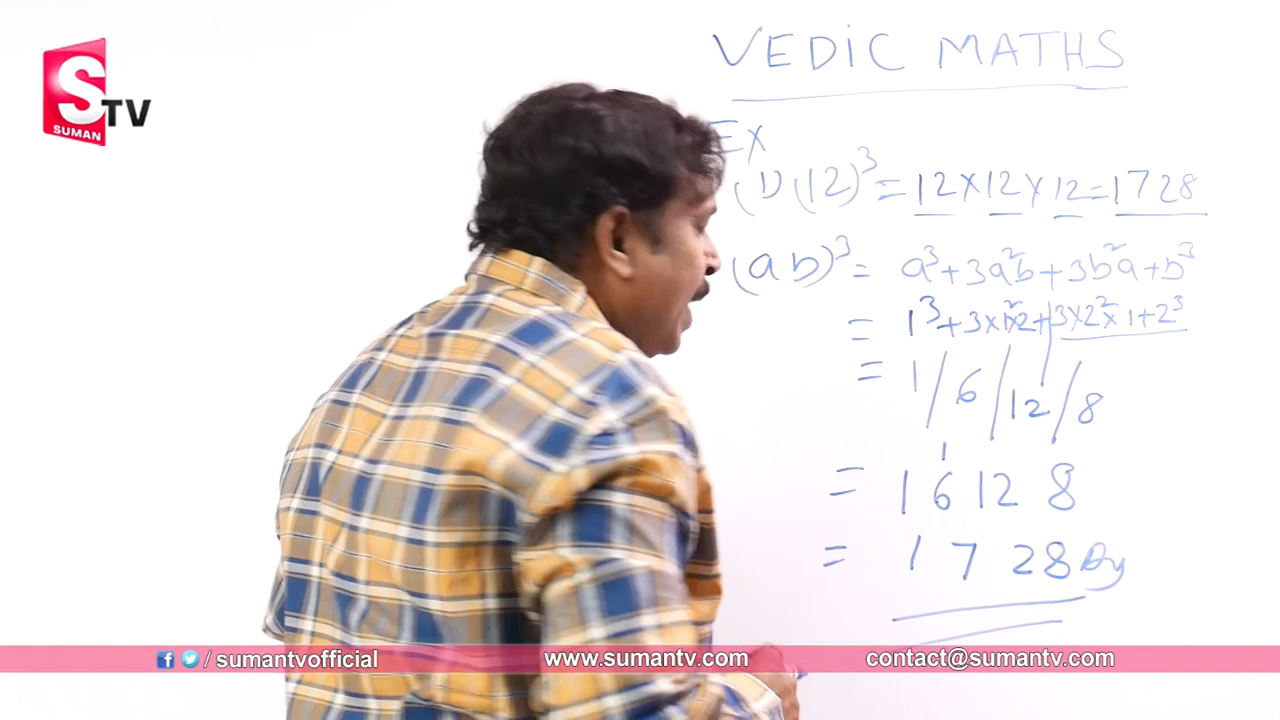 S TV
SUMAN
VEDIC MATHS
EX
(1) (12)³ = 12×12×12=1728
(ab)³ = a³+3a²b+3b²a+b³
= 1³+3×1²×2+3×2²×1+2³
= 1/6/12/8
1
= 1 6 12 8
= 1 7 28
/ sumantvofficial
www.sumantv.com
contact@sumantv.com